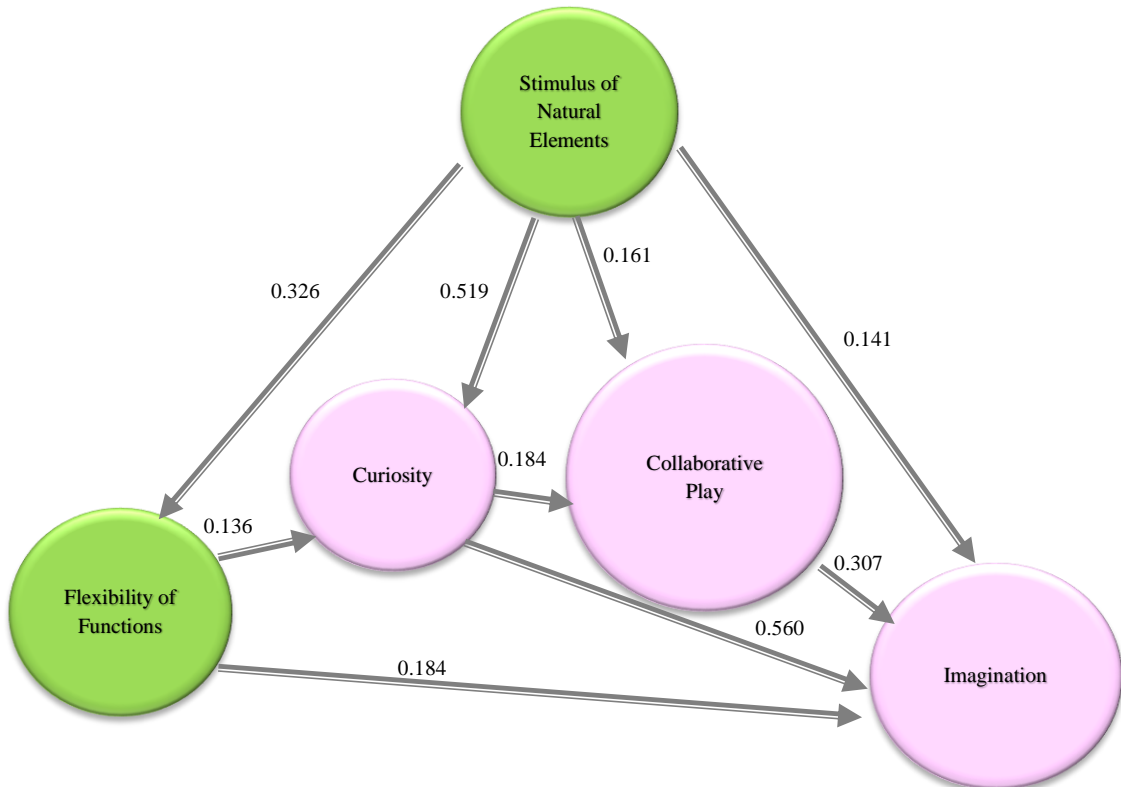 Stimulus of
Natural
Elements
0.161
0.326
0.519
0.141
Curiosity
0.184
Collaborative
Play
0.136
0.307
Flexibility of
Functions
0.560
0.184
Imagination